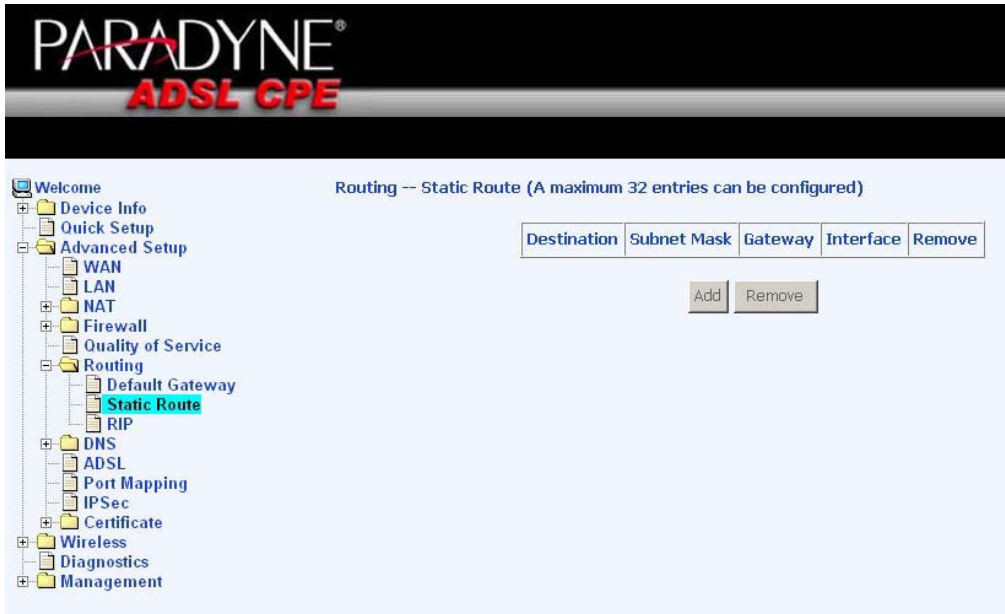 PARADYNE®
ADSL CPE
Welcome
Device Info
Quick Setup
Advanced Setup
WAN
LAN
NAT
Firewall
Quality of Service
Routing
Default Gateway
Static Route
RIP
DNS
ADSL
Port Mapping
IPSec
Certificate
Wireless
Diagnostics
Management
Routing -- Static Route (A maximum 32 entries can be configured)
Destination Subnet Mask Gateway Interface Remove
Add Remove